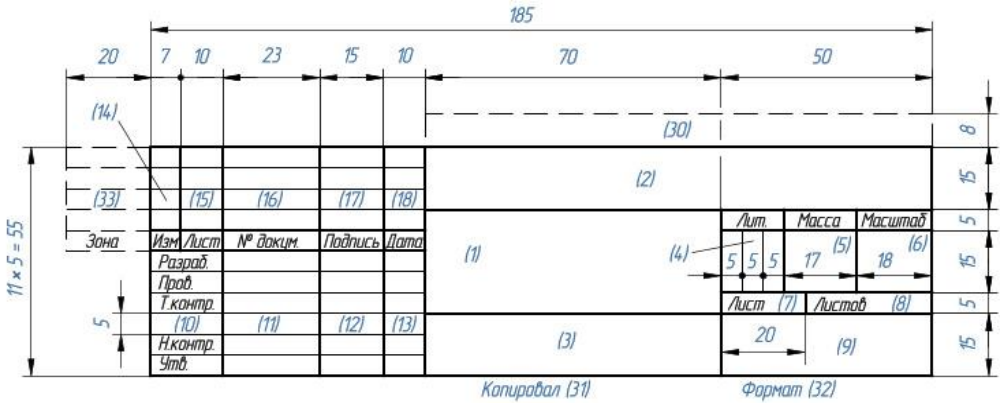 185
20 7 10 23 15 10 70 50
(14)
(30) 8
(2) 15
(33) (15) (16) (17) (18)
Лит. Масса Масштаб 5
Зона Изм Лист № докум. Подпись Дата (1) (4) (5) (6)
5 5 5 17 18 15
Разраб.
Пров.
Т.контр. Лист (7) Листов (8) 5
5 (10) (11) (12) (13)
Н.контр. (3) 20 (9) 15
Утв.
11 × 5 = 55
Копировал (31) Формат (32)